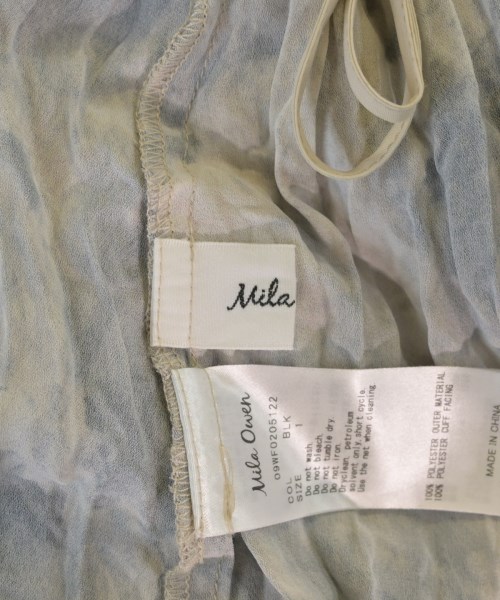 Mila
Mila Owen
09WFO205122
COL BLK
SIZE 1
Do not wash.
Do not bleach.
Do not tumble dry.
Do not iron.
Dryclean, petroleum
solvent only, short cycle.
Use the net when cleaning
100% POLYESTER OUTER MATERIAL
100% POLYESTER CUFF FACING
MADE IN CHINA